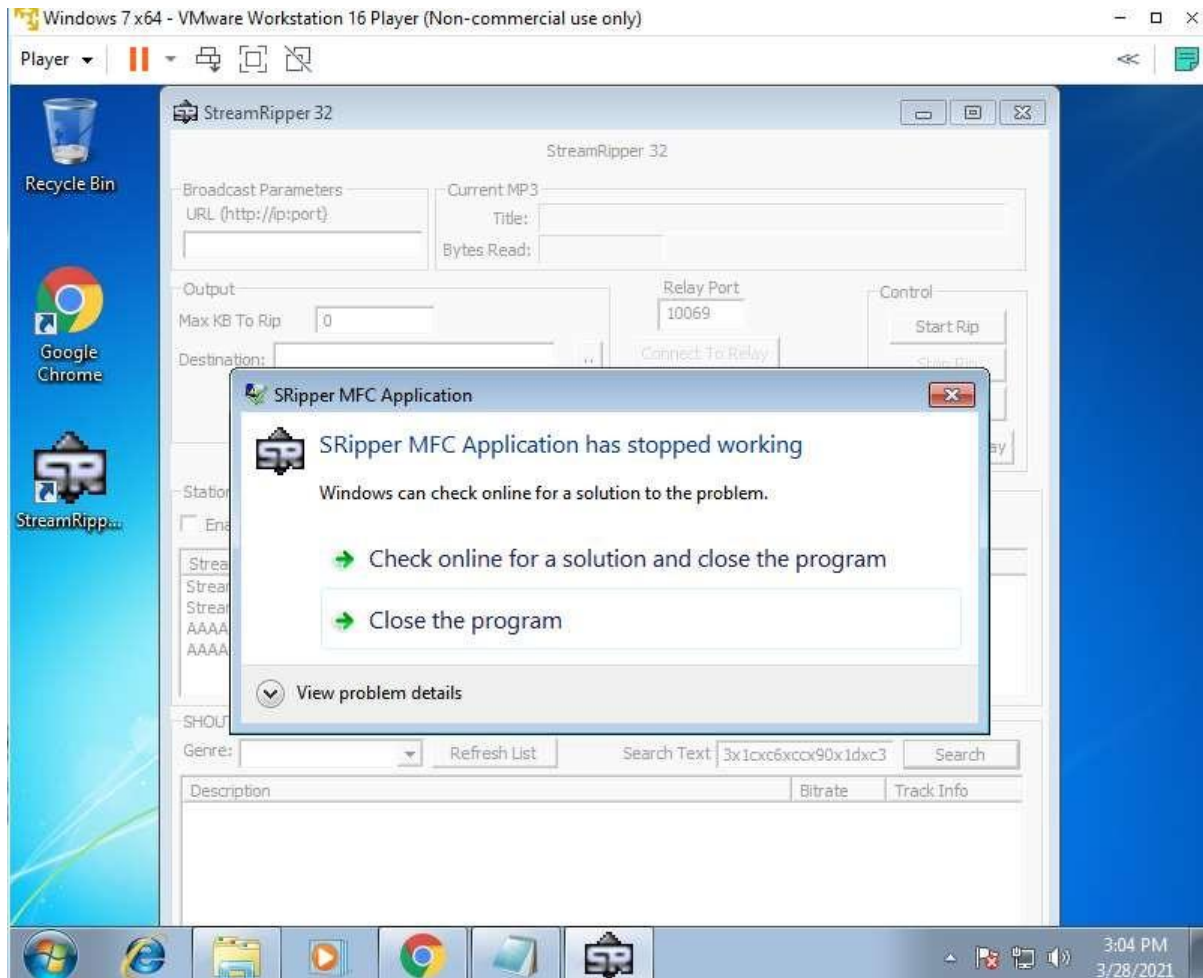 Windows 7 x64 - VMware Workstation 16 Player (Non-commercial use only)
Player
Recycle Bin
Google
Chrome
StreamRipp...
StreamRipper 32
StreamRipper 32
Broadcast Parameters
URL (http://ip:port)
Current MP3
Title:
Bytes Read:
Output
Max KB To Rip 0
Destination: ..
Relay Port
10069
Connect To Relay
Control
Start Rip
SRipper MFC Application
SR
SRipper MFC Application has stopped working
Windows can check online for a solution to the problem.
Check online for a solution and close the program
Close the program
View problem details
AAAA
AAAA
Genre: Refresh List Search Text 3x1cxc6xccx90x1dxc3 Search
Description Bitrate Track Info
3:04 PM
3/28/2021